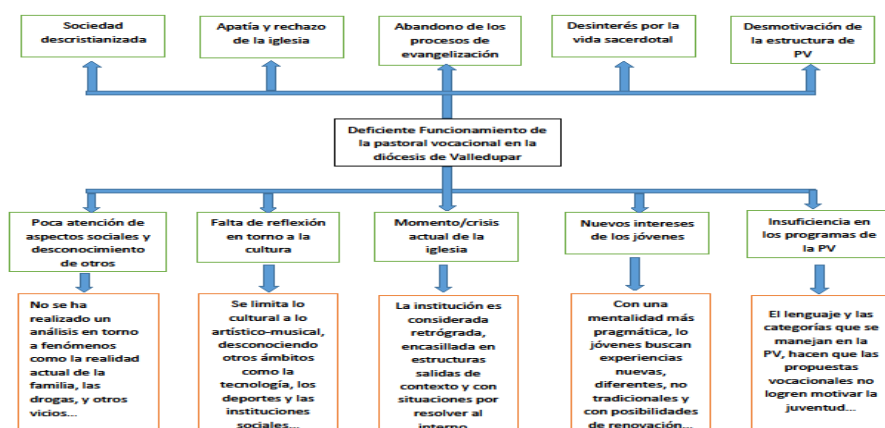 Sociedad
descristianizada
Apatía y rechazo
de la iglesia
Abandono de los
procesos de
evangelización
Desinterés por la
vida sacerdotal
Desmotivación de
la estructura de
PV
Deficiente Funcionamiento de
la pastoral vocacional en la
diócesis de Valledupar
Poca atención de
aspectos sociales y
desconocimiento
de otros
Falta de reflexión
en torno a la
cultura
Momento/crisis
actual de la
iglesia
Nuevos intereses
de los jóvenes
Insuficiencia en
los programas de
la PV
No se ha
realizado un
análisis en torno
a fenómenos
como la realidad
actual de la
familia, las
drogas, y otros
vicios...
Se limita lo
cultural a lo
artístico-musical,
desconociendo
otros ámbitos
como la
tecnología, los
deportes y las
instituciones
sociales...
La institución es
considerada
retrógrada,
encasillada en
estructuras
salidas de
contexto y con
situaciones por
resolver al
interno
Con una
mentalidad más
pragmática, lo
jóvenes buscan
experiencias
nuevas,
diferentes, no
tradicionales y
con posibilidades
de renovación...
El lenguaje y las
categorías que se
manejan en la
PV, hacen que las
propuestas
vocacionales no
logren motivar la
juventud...